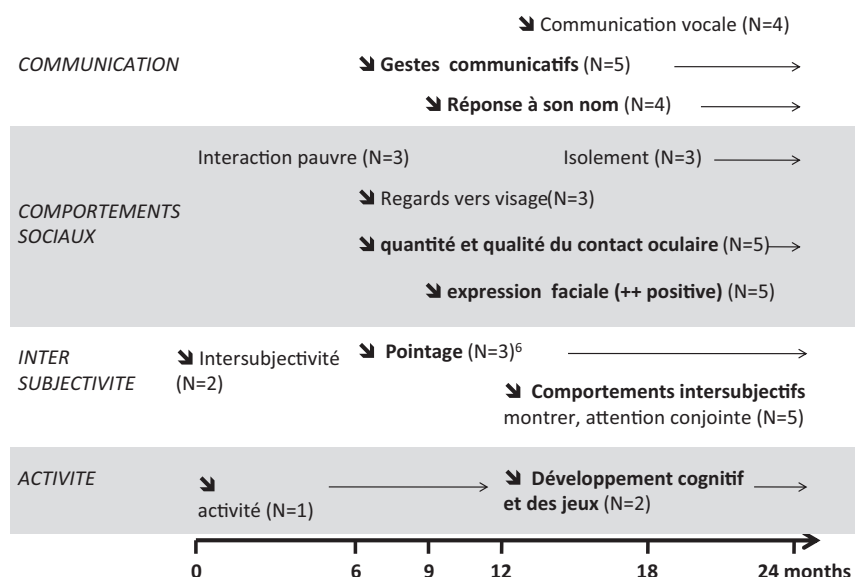 ↘ Communication vocale (N=4)
COMMUNICATION
↘ Gestes communicatifs (N=5)
↘ Réponse à son nom (N=4)
Interaction pauvre (N=3) Isolement (N=3)
COMPORTEMENTS
SOCIAUX
↘ Regards vers visage(N=3)
↘ quantité et qualité du contact oculaire (N=5)
↘ expression faciale (++ positive) (N=5)
INTER
SUBJECTIVITE
↘ Intersubjectivité
(N=2)
↘ Pointage (N=3)⁶
↘ Comportements intersubjectifs
montrer, attention conjointe (N=5)
ACTIVITE
↘
activité (N=1)
↘ Développement cognitif
et des jeux (N=2)
0 6 9 12 18 24 months